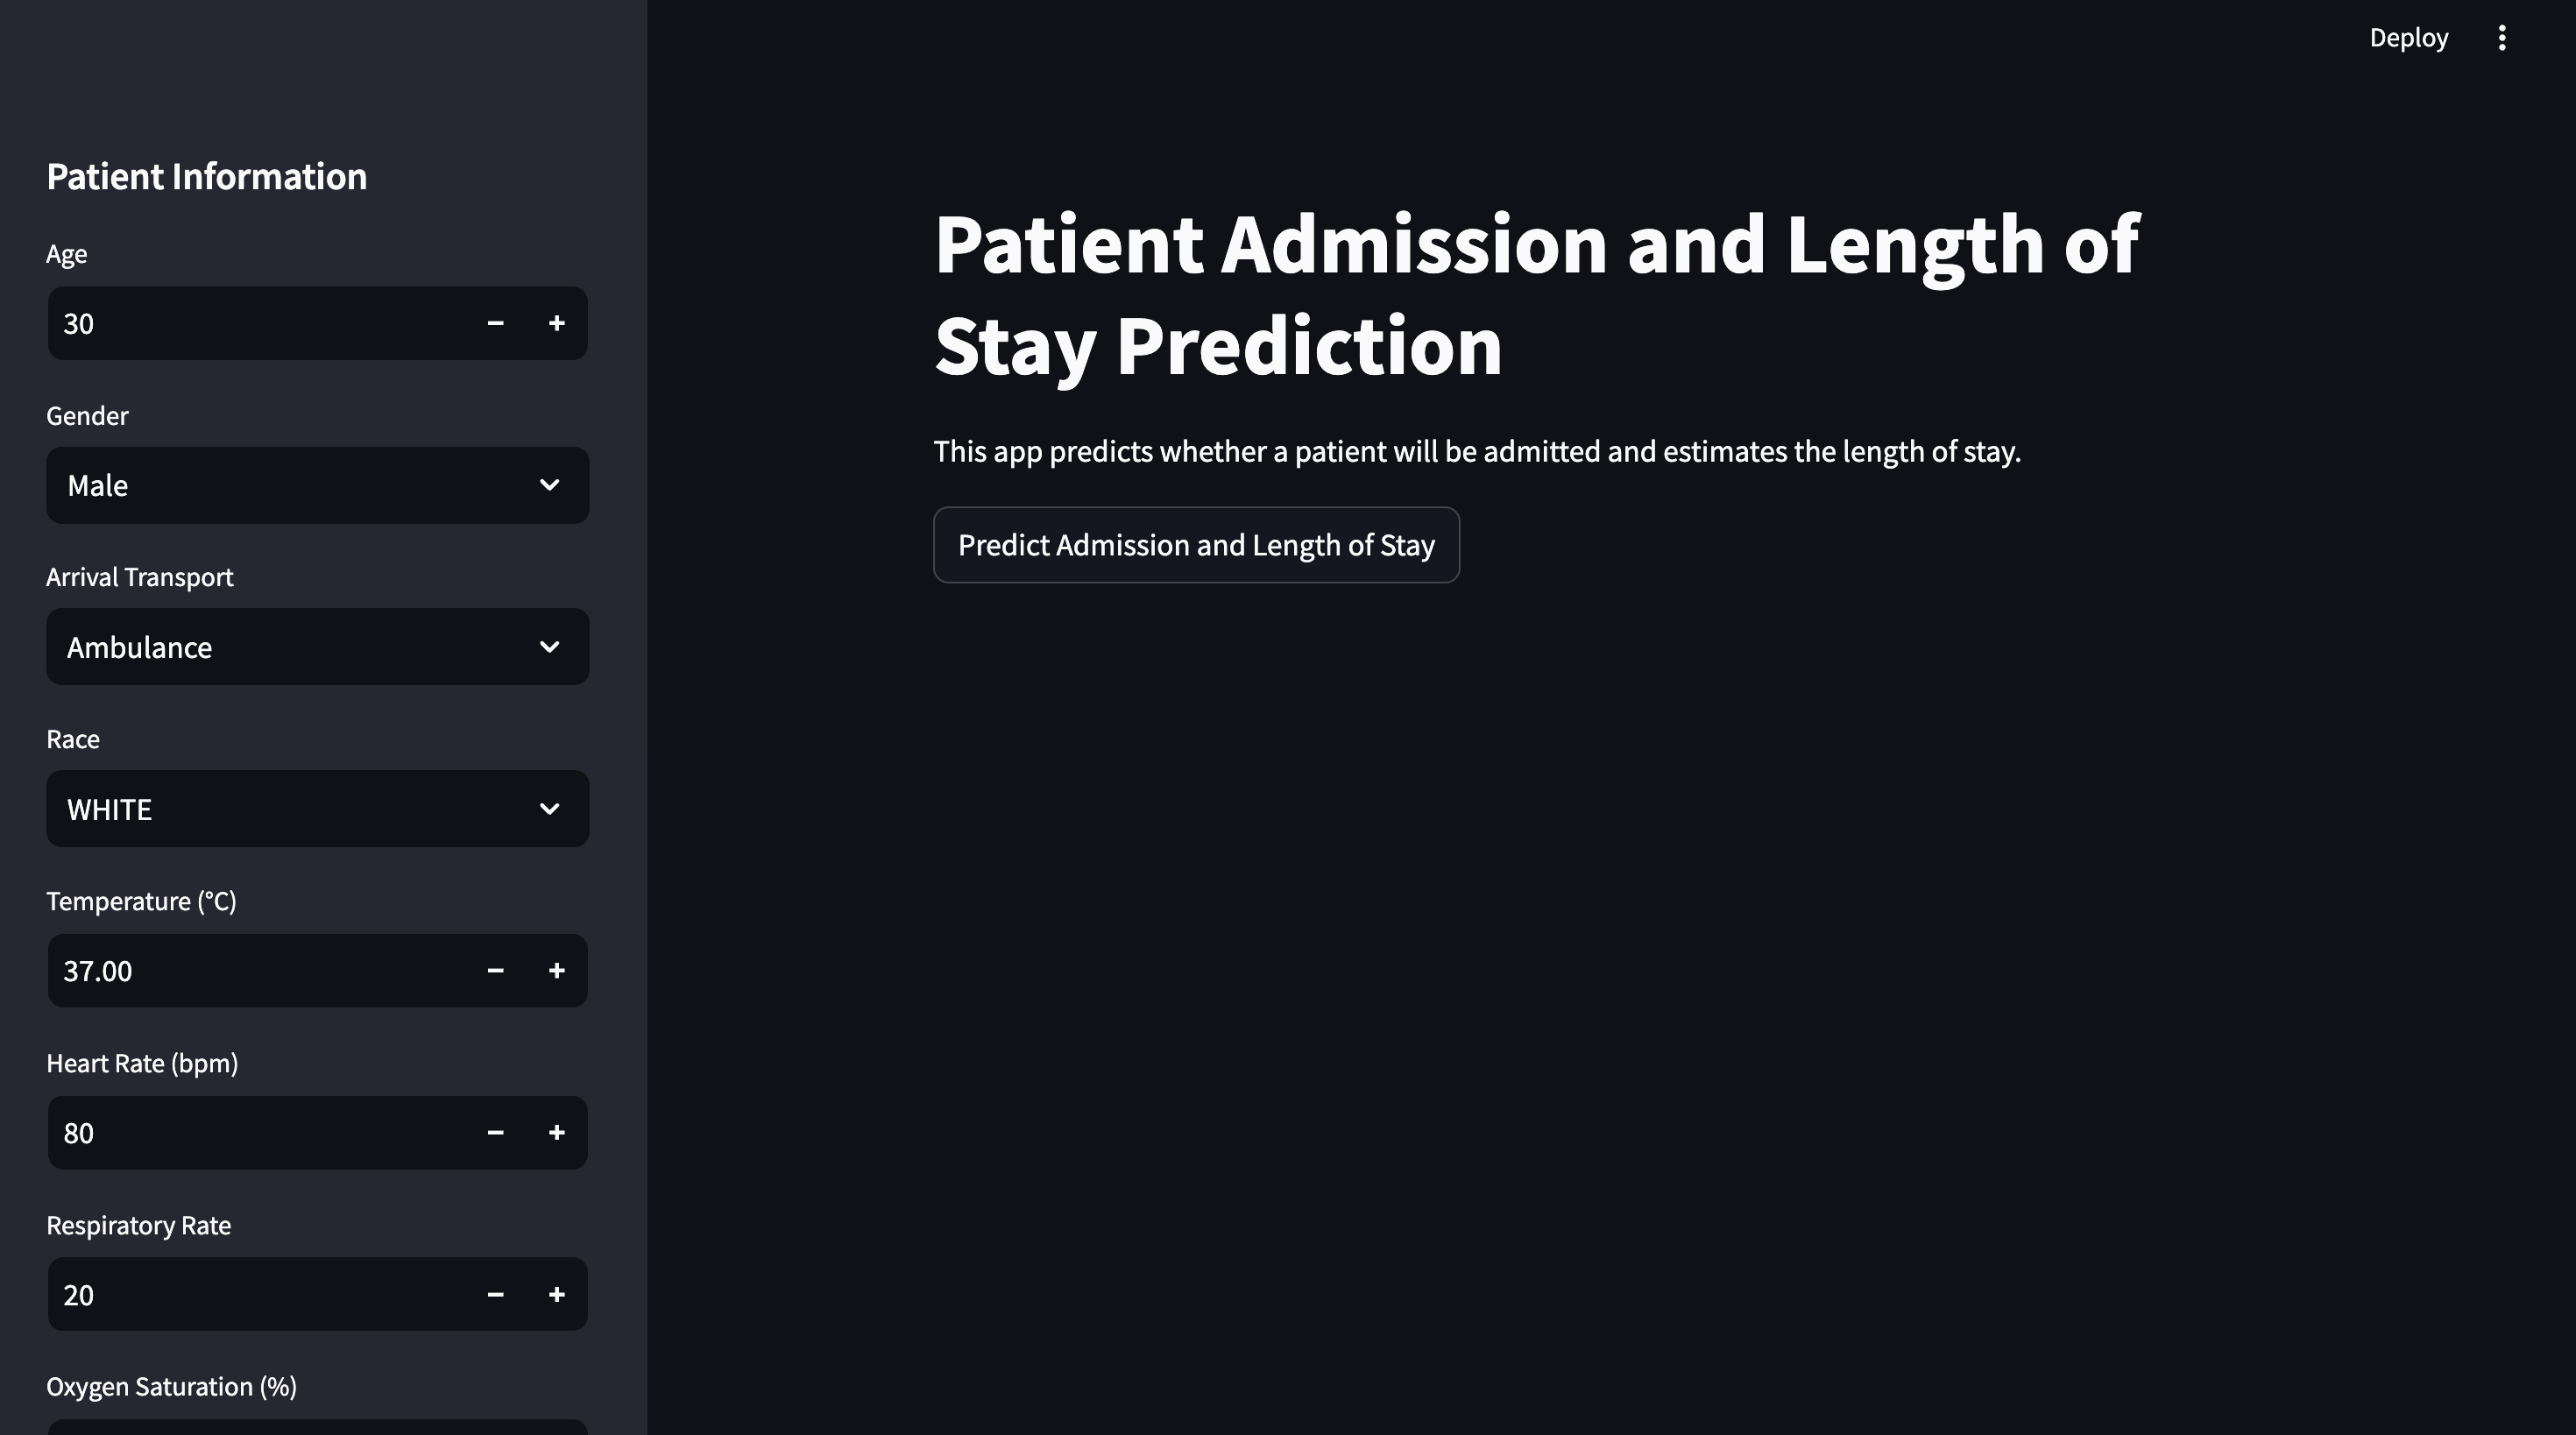 Deploy
Patient Information
Age
30
Gender
Male
Arrival Transport
Ambulance
Race
WHITE
Temperature (°C)
37.00
Heart Rate (bpm)
80
Respiratory Rate
20
Oxygen Saturation (%)
Patient Admission and Length of
Stay Prediction
This app predicts whether a patient will be admitted and estimates the length of stay.
Predict Admission and Length of Stay